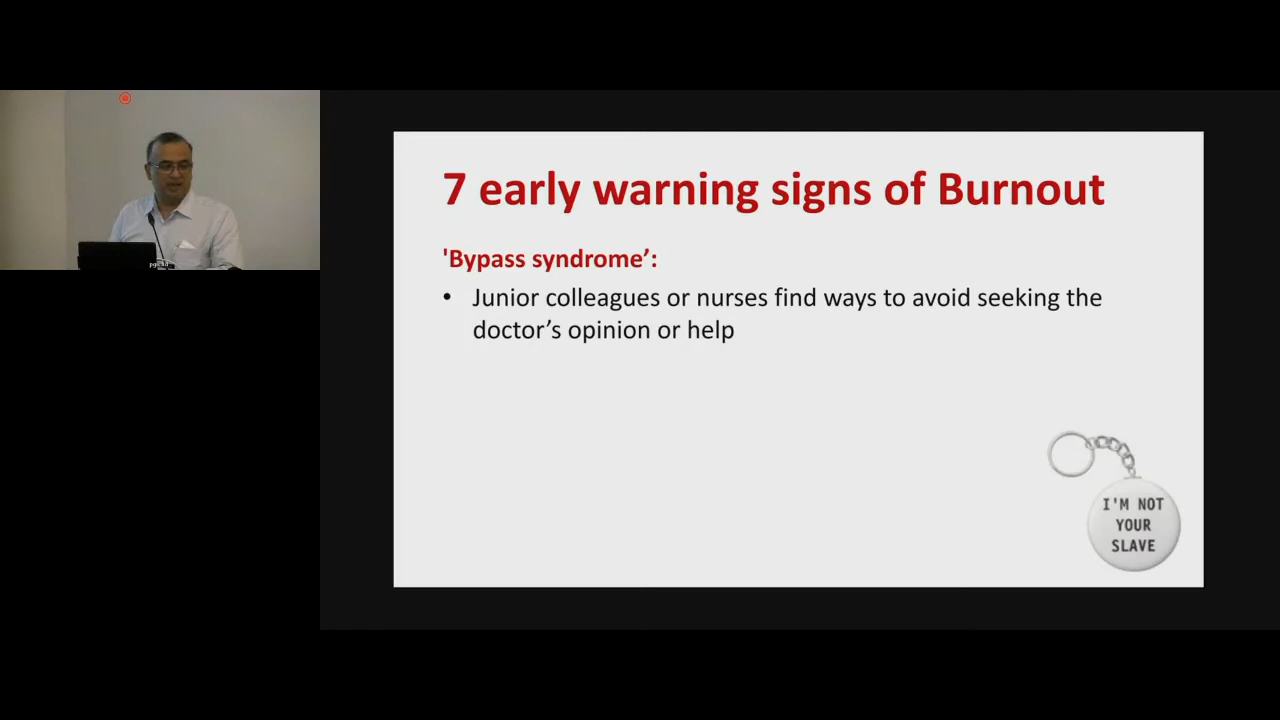 7 early warning signs of Burnout
'Bypass syndrome’:
• Junior colleagues or nurses find ways to avoid seeking the
doctor’s opinion or help
I'M NOT
YOUR
SLAVE